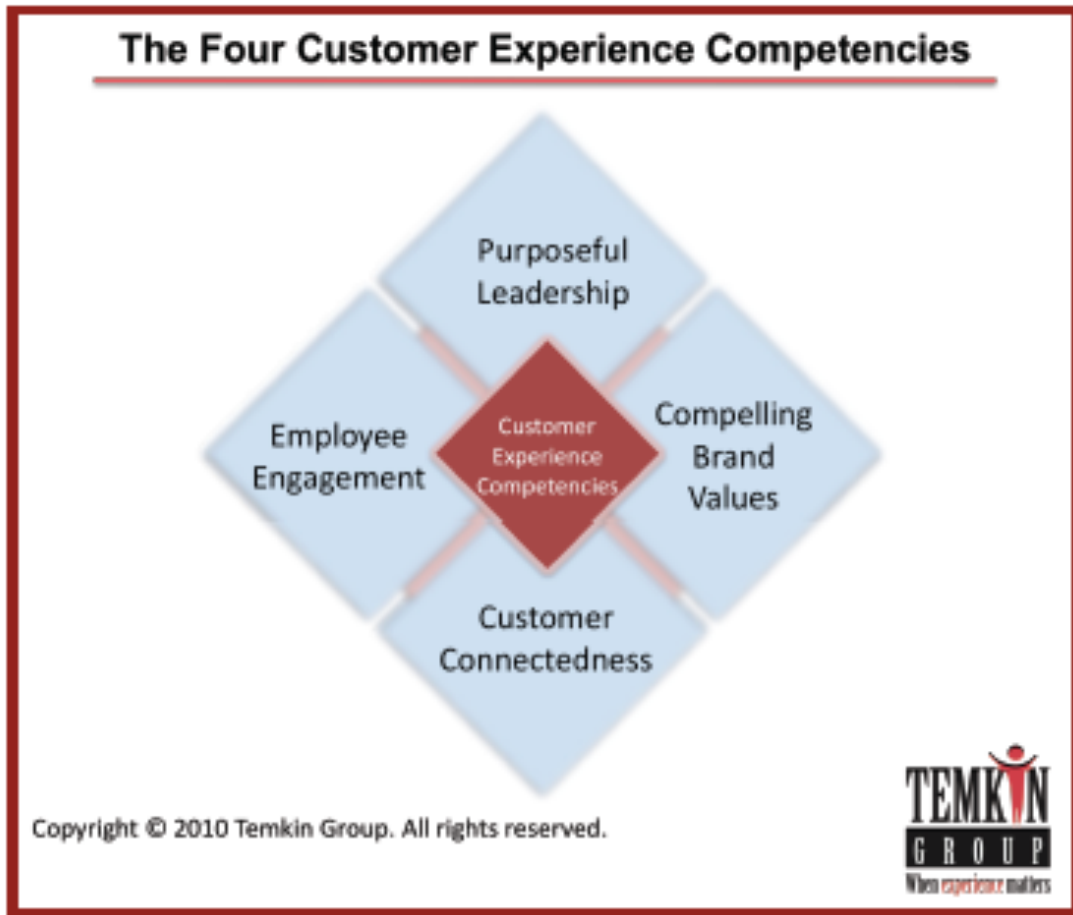 The Four Customer Experience Competencies
Purposeful
Leadership
Employee
Engagement
Customer
Experience
Competencies
Compelling
Brand
Values
Customer
Connectedness
Copyright © 2010 Temkin Group. All rights reserved.
TEMKIN
GROUP
When experience matters